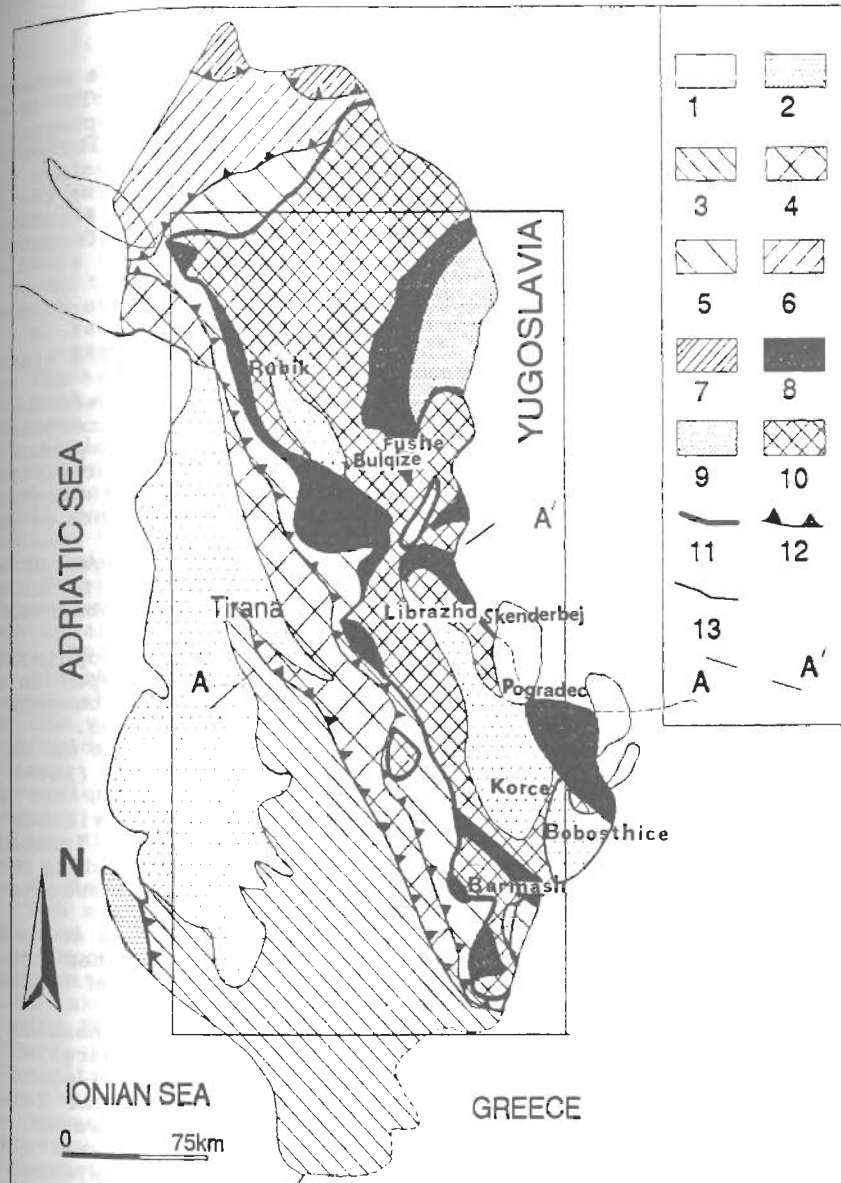 1 2
3 4
5 6
7 8
9 10
11 12
13
A A'
YUGOSLAVIA
ADRIATIC SEA
Rubik
Fushe
Bulqize
A'
Tirana
Librazhd
Skenderbej
A
Pogradec
Korce
Bobosthice
N
Barmash
IONIAN SEA
GREECE
0 75km